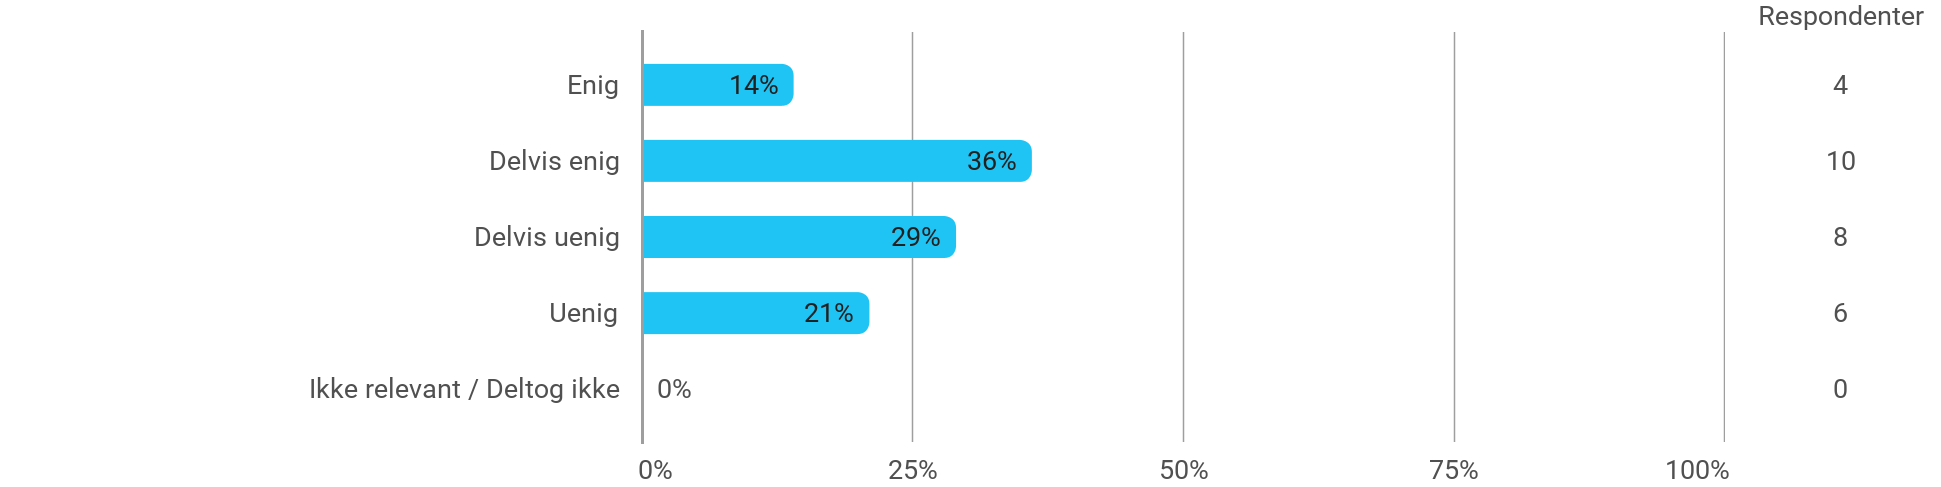 Respondenter
Enig 14% 4
Delvis enig 36% 10
Delvis uenig 29% 8
Uenig 21% 6
Ikke relevant / Deltog ikke 0% 0
0% 25% 50% 75% 100%